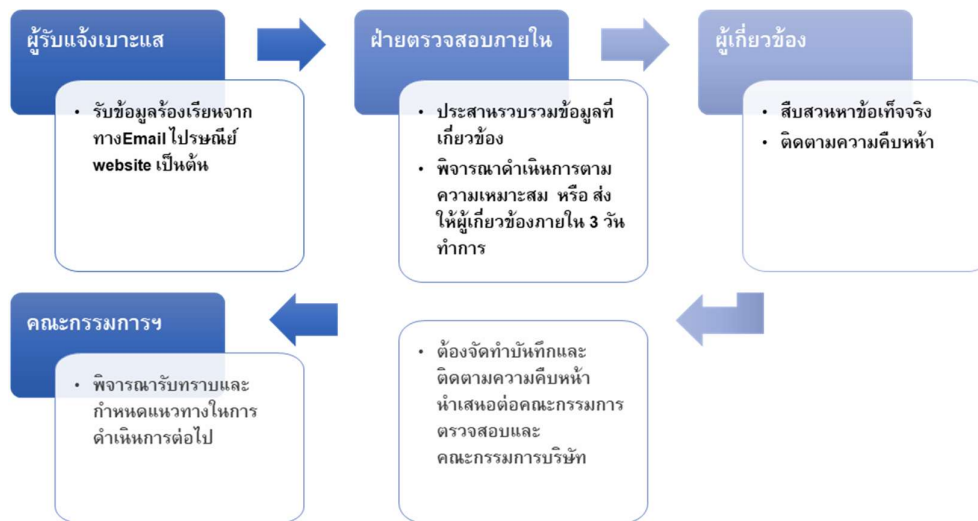 ผู้รับแจ้งเบาะแส
• รับข้อมูลร้องเรียนจาก
ทางEmail ไปรษณีย์
website เป็นต้น
ฝ่ายตรวจสอบภายใน
• ประสานรวบรวมข้อมูลที่
เกี่ยวข้อง
• พิจารณาดำเนินการตาม
ความเหมาะสม หรือ ส่ง
ให้ผู้เกี่ยวข้องภายใน 3 วัน
ทำการ
ผู้เกี่ยวข้อง
• สืบสวนหาข้อเท็จจริง
• ติดตามความคืบหน้า
• ต้องจัดทำบันทึกและ
ติดตามความคืบหน้า
นำเสนอต่อคณะกรรมการ
ตรวจสอบและ
คณะกรรมการบริษัท
คณะกรรมการฯ
• พิจารณารับทราบและ
กำหนดแนวทางในการ
ดำเนินการต่อไป